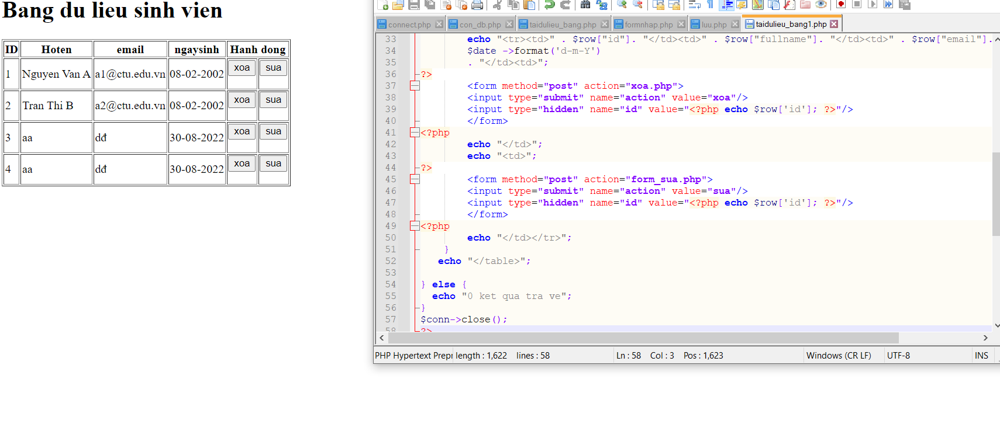 Bang du lieu sinh vien
ID Hoten email ngaysinh Hanh dong
1 Nguyen Van A a1@ctu.edu.vn 08-02-2002 xoa sua
2 Tran Thi B a2@ctu.edu.vn 08-02-2002 xoa sua
3 aa dđ 30-08-2022 xoa sua
4 aa dđ 30-08-2022 xoa sua
connect.php con_db.php taidulieu_bang.php formnhap.php luu.php taidulieu_bang1.php
33 echo "<tr><td>" . $row["id"]. "</td><td>" . $row["fullname"]. "</td><td>" . $row["email"].
34 $date ->format('d-m-Y')
35 . "</td><td>";
36 ?>
37 <form method="post" action="xoa.php">
38 <input type="submit" name="action" value="xoa"/>
39 <input type="hidden" name="id" value="<?php echo $row['id']; ?>"/>
40 </form>
41 <?php
42 echo "</td>";
43 echo "<td>";
44 ?>
45 <form method="post" action="form_sua.php">
46 <input type="submit" name="action" value="sua"/>
47 <input type="hidden" name="id" value="<?php echo $row['id']; ?>"/>
48 </form>
49 <?php
50 echo "</td></tr>";
51 }
52 echo "</table>";
53
54 } else {
55 echo "0 ket qua tra ve";
56 }
57 $conn->close();
58 ?>
PHP Hypertext Prepr length : 1,622 lines : 58 Ln : 58 Col : 3 Pos : 1,623 Windows (CR LF) UTF-8 INS